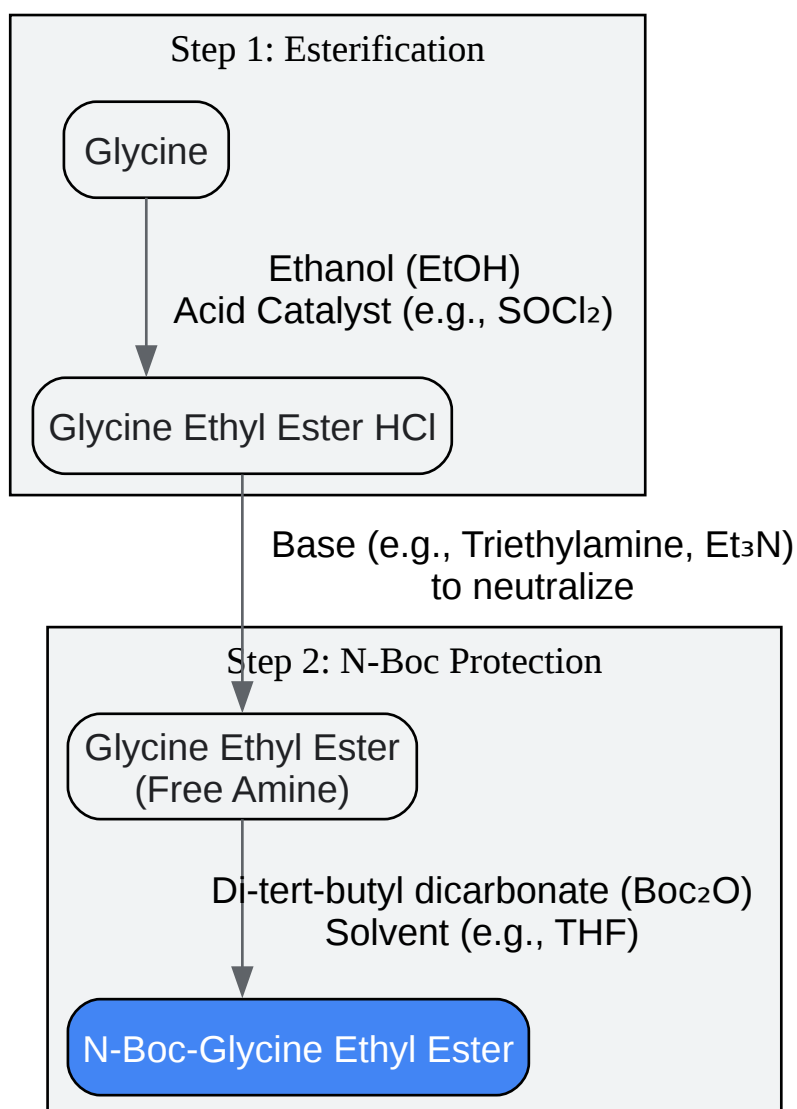 Step 1: Esterification
Glycine
Ethanol (EtOH)
Acid Catalyst (e.g., SOCl₂)
Glycine Ethyl Ester HCl
Base (e.g., Triethylamine, Et₃N)
to neutralize
Step 2: N-Boc Protection
Glycine Ethyl Ester
(Free Amine)
Di-tert-butyl dicarbonate (Boc₂O)
Solvent (e.g., THF)
N-Boc-Glycine Ethyl Ester